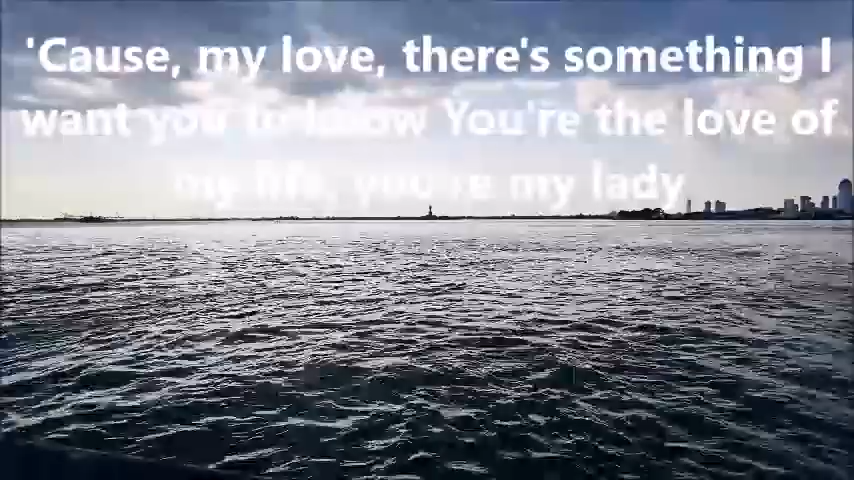 'Cause, my love, there's something I
want you to know You're the love of
my life, you're my lady